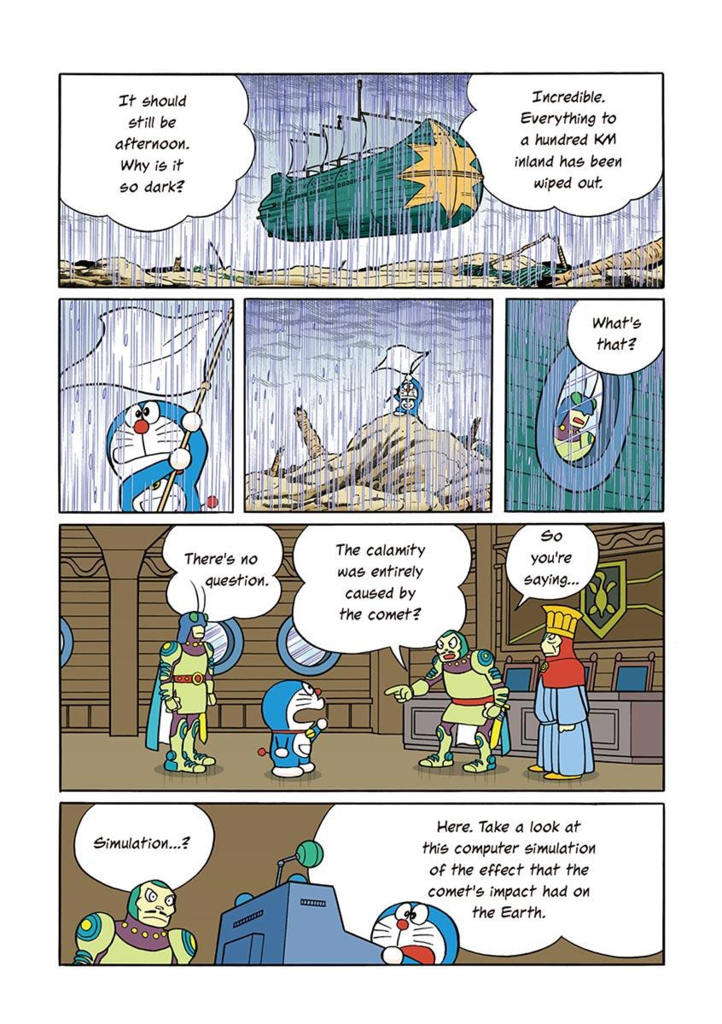 Incredible.
Everything to
a hundred KM
inland has been
wiped out.
It should
still be
afternoon.
Why is it
so dark?
What's
that?
So
you're
saying...
The calamity
was entirely
caused by
the comet?
There's no
question.
Here. Take a look at
this computer simulation
of the effect that the
comet's impact had on
the Earth.
Simulation...?